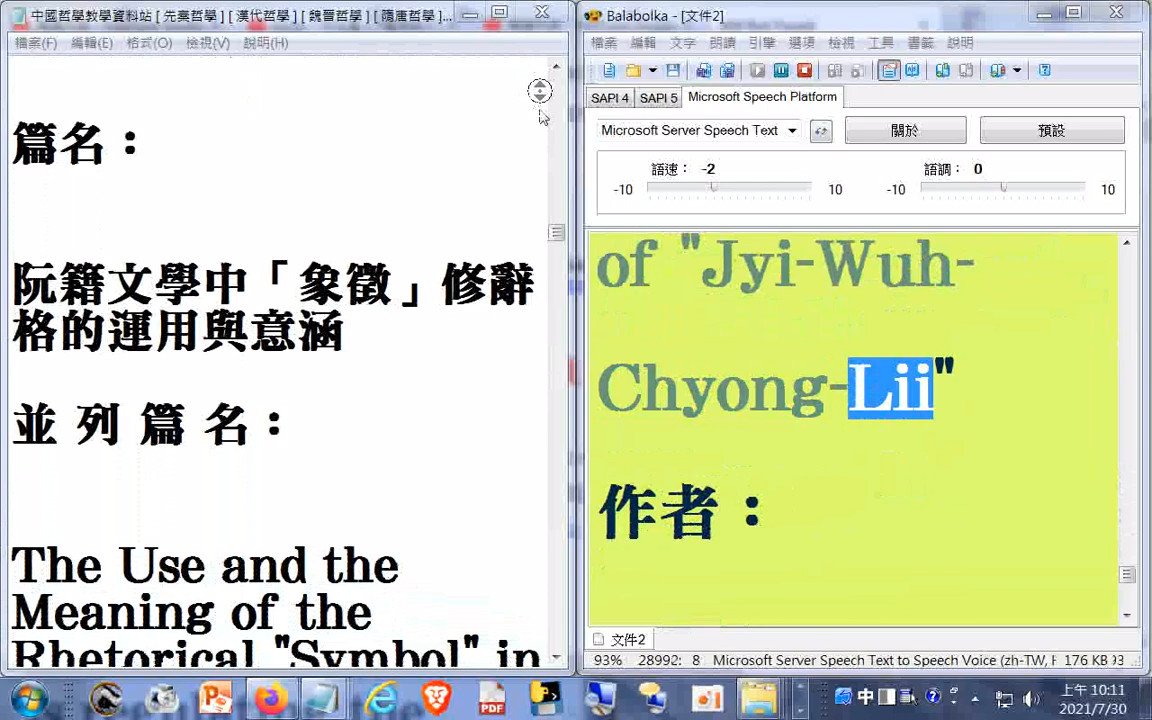 中國哲學教學資料站 [ 先秦哲學 ] [ 漢代哲學 ] [ 魏晉哲學 ] [ 隋唐哲學 ]...
檔案(F) 編輯(E) 格式(O) 檢視(V) 說明(H)
篇名：
阮籍文學中「象徵」修辭
格的運用與意涵
並 列 篇 名：
The Use and the
Meaning of the
Rhetorical "Symbol" in
Balabolka - [文件2]
檔案 編輯 文字 朗讀 引擎 選項 檢視 工具 書籤 說明
SAPI 4 SAPI 5 Microsoft Speech Platform
Microsoft Server Speech Text 關於 預設
語速： -2 語調： 0
-10 10 -10 10
of "Jyi-Wuh-
Chyong-Lii"
作者：
文件2
93% 28992: 8 Microsoft Server Speech Text to Speech Voice (zh-TW, 176 KB
中 上午 10:11
2021/7/30